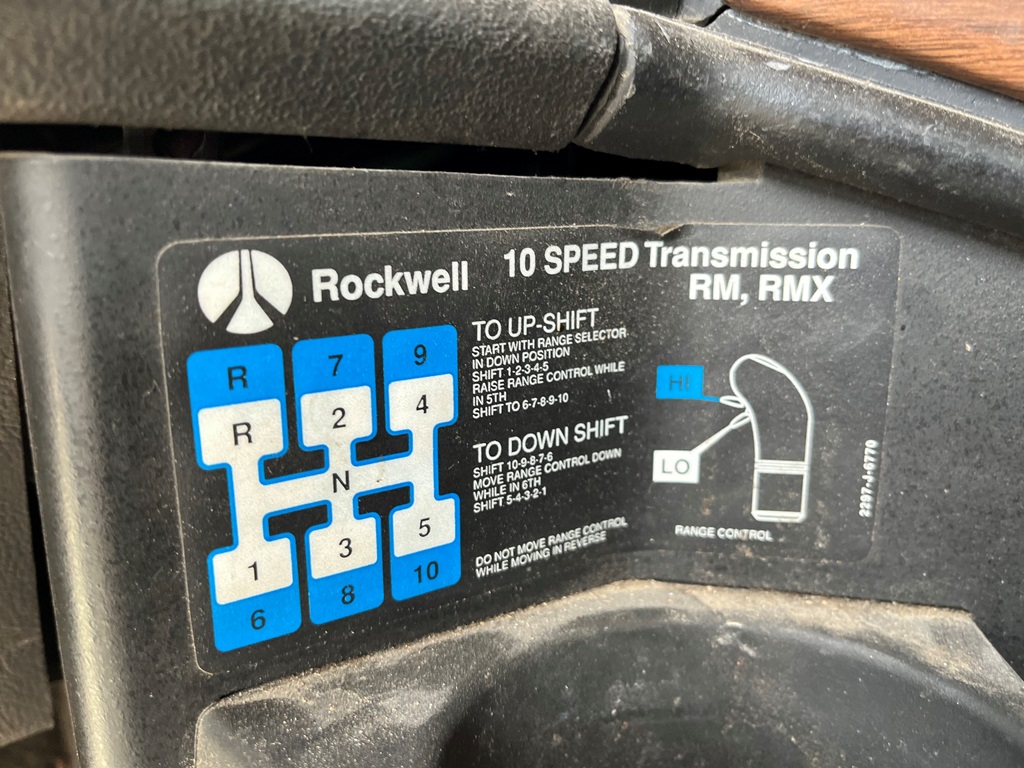 Rockwell
10 SPEED Transmission
RM, RMX
R 7 9
R 2 4
N
1 3 5
6 8 10
TO UP-SHIFT
START WITH RANGE SELECTOR
IN DOWN POSITION
SHIFT 1-2-3-4-5
RAISE RANGE CONTROL WHILE
IN 5TH
SHIFT TO 6-7-8-9-10
TO DOWN SHIFT
SHIFT 10-9-8-7-6
MOVE RANGE CONTROL DOWN
WHILE IN 6TH
SHIFT 5-4-3-2-1
DO NOT MOVE RANGE CONTROL
WHILE MOVING IN REVERSE
HI
LO
RANGE CONTROL
2297-J-6770